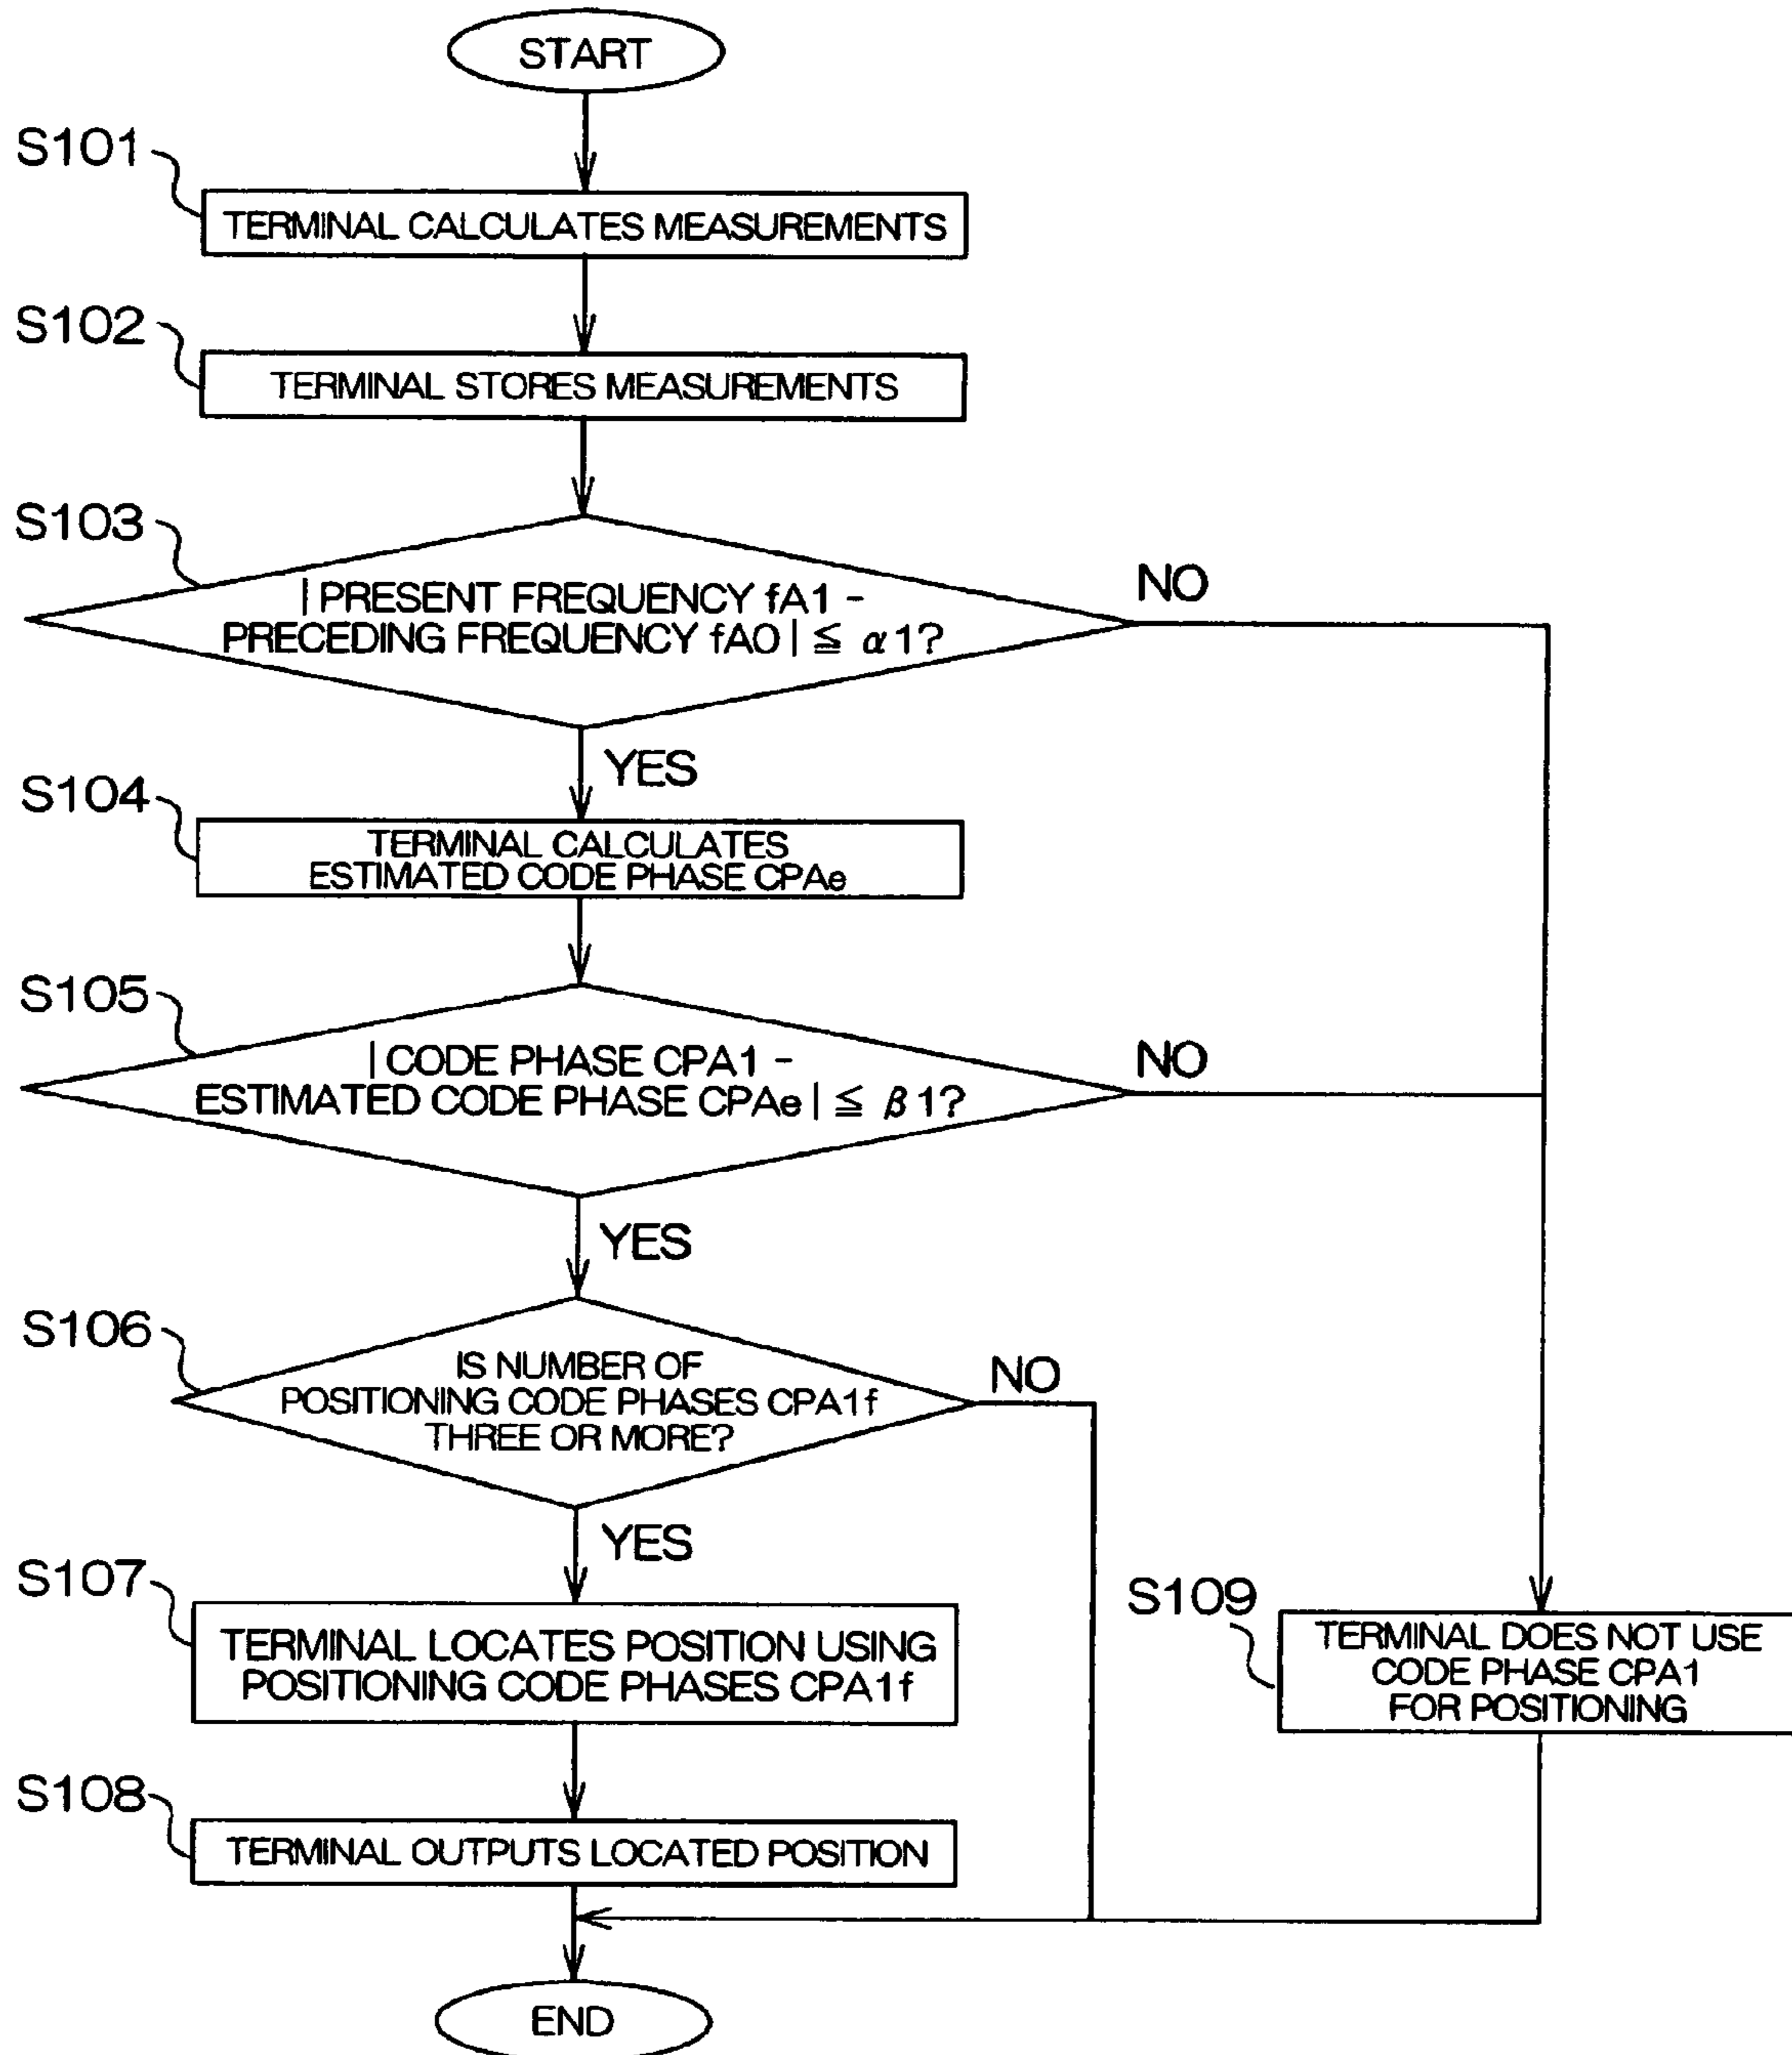 START
S101
TERMINAL CALCULATES MEASUREMENTS
S102
TERMINAL STORES MEASUREMENTS
S103
| PRESENT FREQUENCY fA1 -
PRECEDING FREQUENCY fA0 | ≦ α1?
NO
YES
S104
TERMINAL CALCULATES
ESTIMATED CODE PHASE CPAe
S105
| CODE PHASE CPA1 -
ESTIMATED CODE PHASE CPAe | ≦ β1?
NO
YES
S106
IS NUMBER OF
POSITIONING CODE PHASES CPA1f
THREE OR MORE?
NO
YES
S107
TERMINAL LOCATES POSITION USING
POSITIONING CODE PHASES CPA1f
S109
TERMINAL DOES NOT USE
CODE PHASE CPA1
FOR POSITIONING
S108
TERMINAL OUTPUTS LOCATED POSITION
END